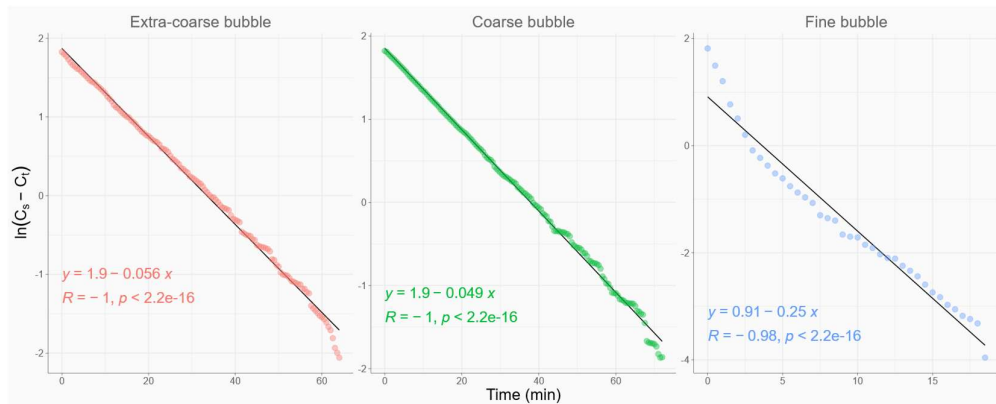 Extra-coarse bubble
Coarse bubble
Fine bubble
ln(Cₛ − Cₜ)
2
1
0
-1
-2
y = 1.9 − 0.056 x
R = − 1, p < 2.2e-16
0
20
40
60
2
1
0
-1
-2
y = 1.9 − 0.049 x
R = − 1, p < 2.2e-16
0
20
40
60
2
0
-2
-4
y = 0.91 − 0.25 x
R = − 0.98, p < 2.2e-16
0
5
10
15
Time (min)